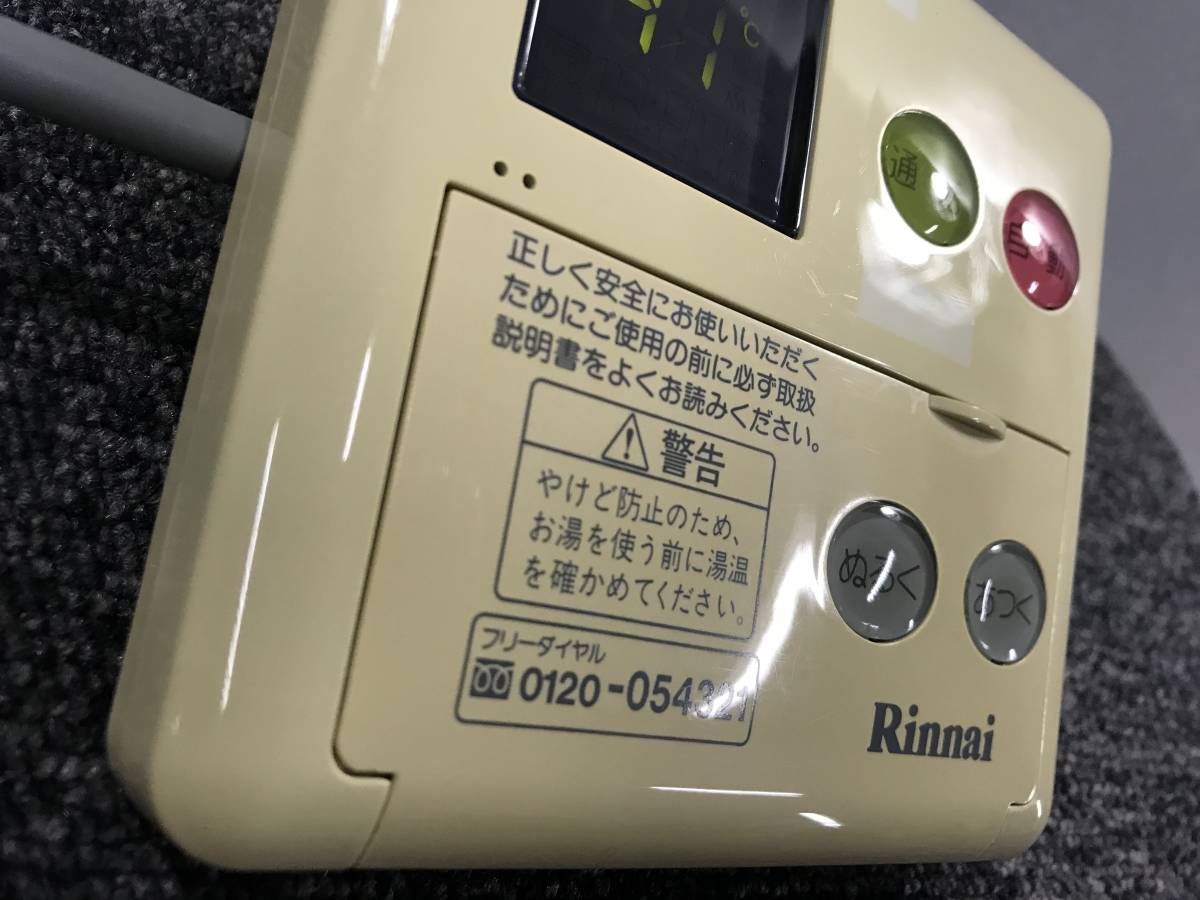 ℃
通
正しく安全にお使いいただく
ためにご使用の前に必ず取扱
説明書をよくお読みください。
警告
やけど防止のため、
お湯を使う前に湯温
を確かめてください。
フリーダイヤル
0120-054321
ぬるく
あつく
Rinnai